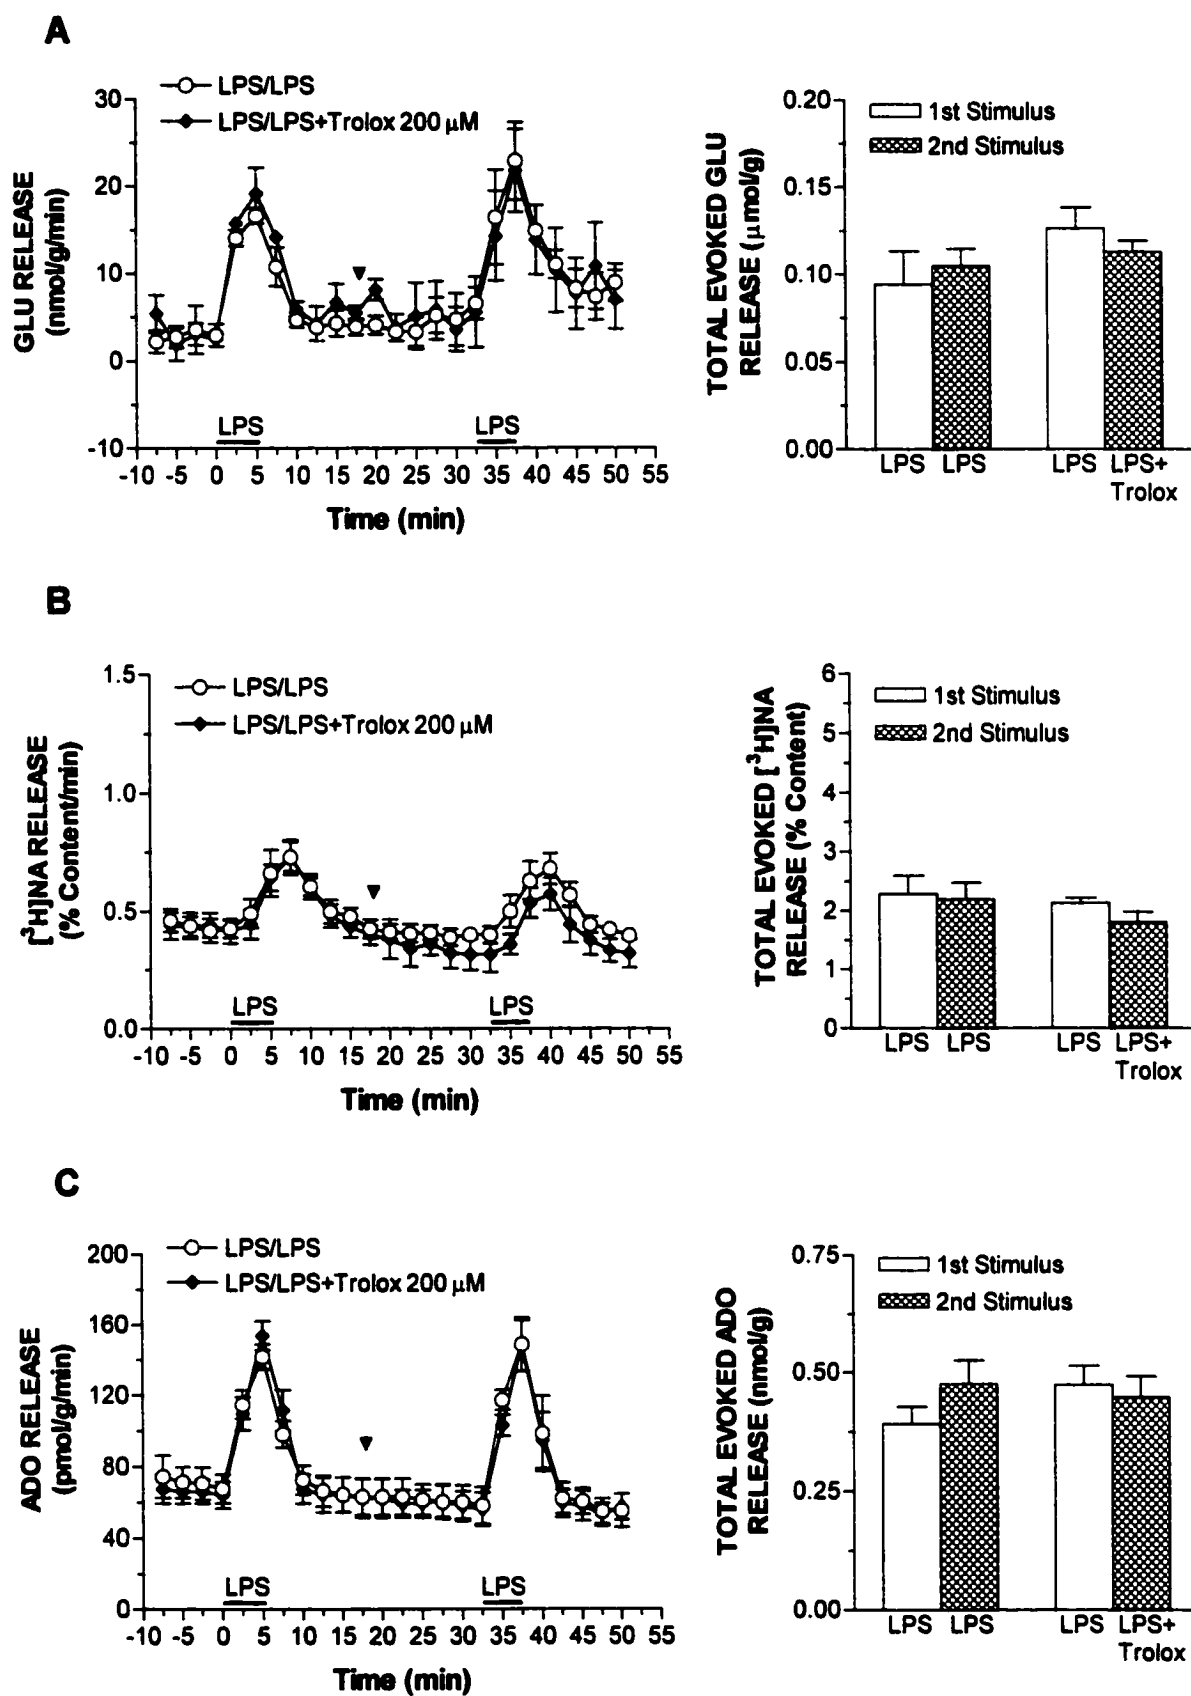 A
LPS/LPS
LPS/LPS+Trolox 200 µM
GLU RELEASE
(nmol/g/min)
30
20
10
0
-10
LPS
LPS
-10 -5 0 5 10 15 20 25 30 35 40 45 50 55
Time (min)
TOTAL EVOKED GLU
RELEASE (µmol/g)
0.20
0.15
0.10
0.05
0.00
1st Stimulus
2nd Stimulus
LPS LPS LPS LPS+
Trolox
B
LPS/LPS
LPS/LPS+Trolox 200 µM
[³H]NA RELEASE
(% Content/min)
1.5
1.0
0.5
0.0
LPS
LPS
-10 -5 0 5 10 15 20 25 30 35 40 45 50 55
Time (min)
TOTAL EVOKED [³H]NA
RELEASE (% Content)
6
5
4
3
2
1
0
1st Stimulus
2nd Stimulus
LPS LPS LPS LPS+
Trolox
C
LPS/LPS
LPS/LPS+Trolox 200 µM
ADO RELEASE
(pmol/g/min)
200
160
120
80
40
0
LPS
LPS
-10 -5 0 5 10 15 20 25 30 35 40 45 50 55
Time (min)
TOTAL EVOKED ADO
RELEASE (nmol/g)
0.75
0.50
0.25
0.00
1st Stimulus
2nd Stimulus
LPS LPS LPS LPS+
Trolox